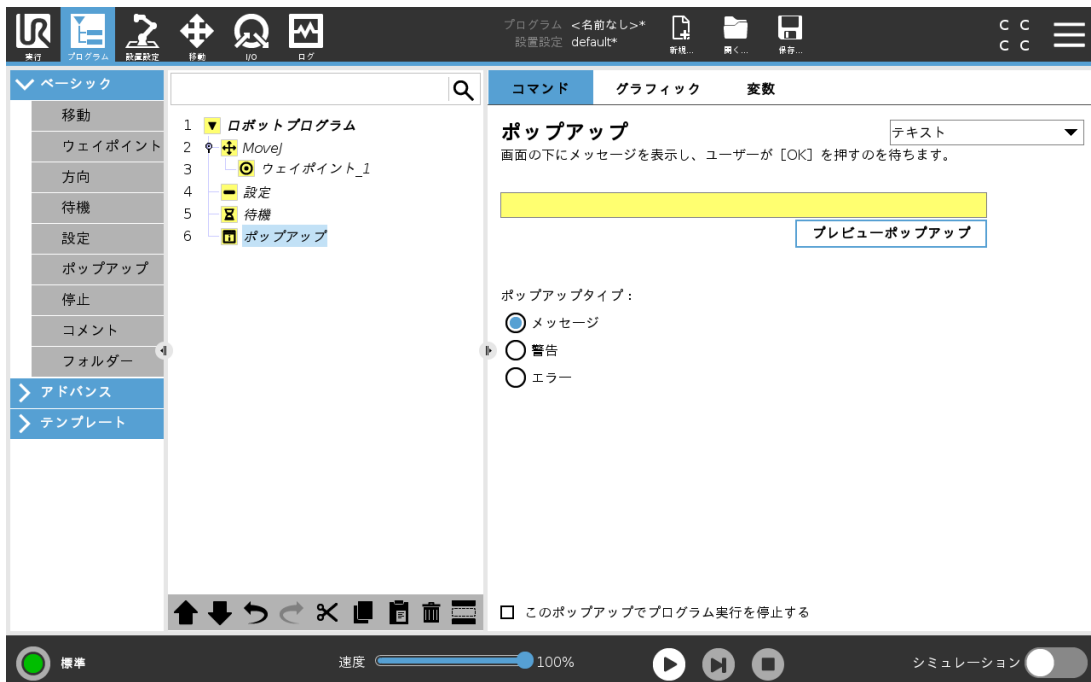 プログラム <名前なし>*
設置設定 default*
実行 プログラム 設置設定 移動 I/O ログ 新規... 開く... 保存...
C C
C C
ベーシック
移動
ウェイポイント
方向
待機
設定
ポップアップ
停止
コメント
フォルダー
アドバンス
テンプレート
1 ロボットプログラム
2 MoveJ
3 ウェイポイント_1
4 設定
5 待機
6 ポップアップ
コマンド グラフィック 変数
ポップアップ テキスト
画面の下にメッセージを表示し、ユーザーが［OK］を押すのを待ちます。
プレビューポップアップ
ポップアップタイプ：
メッセージ
警告
エラー
このポップアップでプログラム実行を停止する
標準 速度 100% シミュレーション